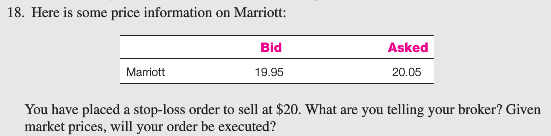 18. Here is some price information on Marriott:
Bid Asked
Marriott 19.95 20.05
You have placed a stop-loss order to sell at $20. What are you telling your broker? Given
market prices, will your order be executed?